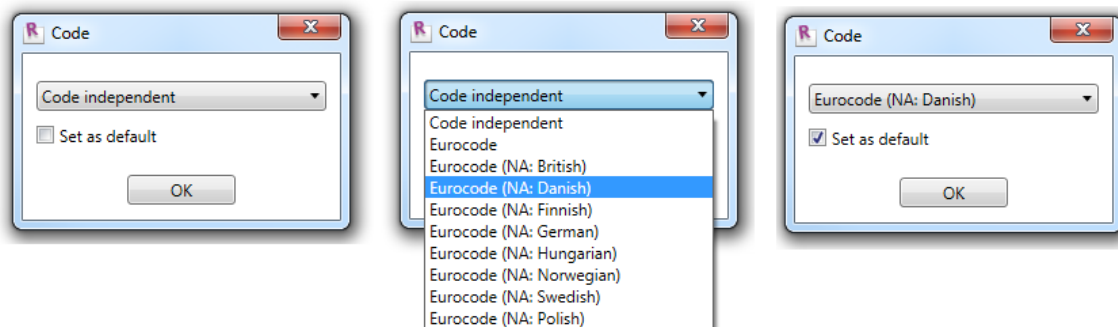 Code
Code independent
Set as default
OK
Code
Code independent
Code independent
Eurocode
Eurocode (NA: British)
Eurocode (NA: Danish)
Eurocode (NA: Finnish)
Eurocode (NA: German)
Eurocode (NA: Hungarian)
Eurocode (NA: Norwegian)
Eurocode (NA: Swedish)
Eurocode (NA: Polish)
Code
Eurocode (NA: Danish)
Set as default
OK